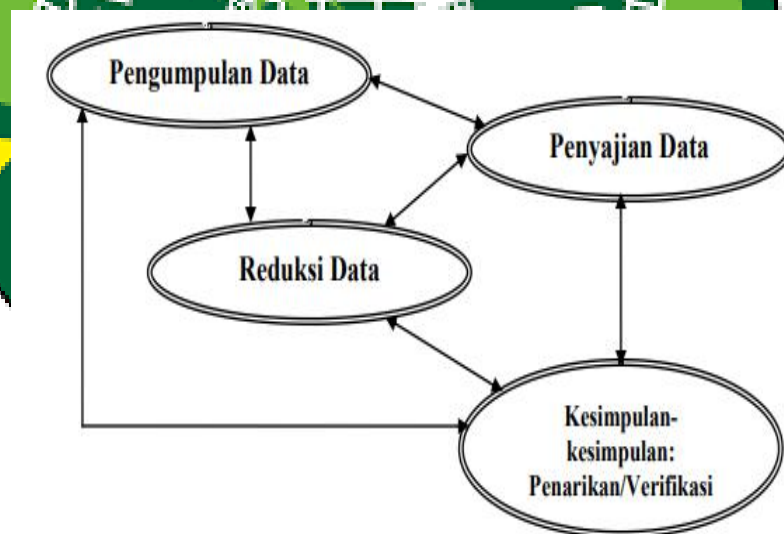 Pengumpulan Data
Penyajian Data
Reduksi Data
Kesimpulan-
kesimpulan:
Penarikan/Verifikasi